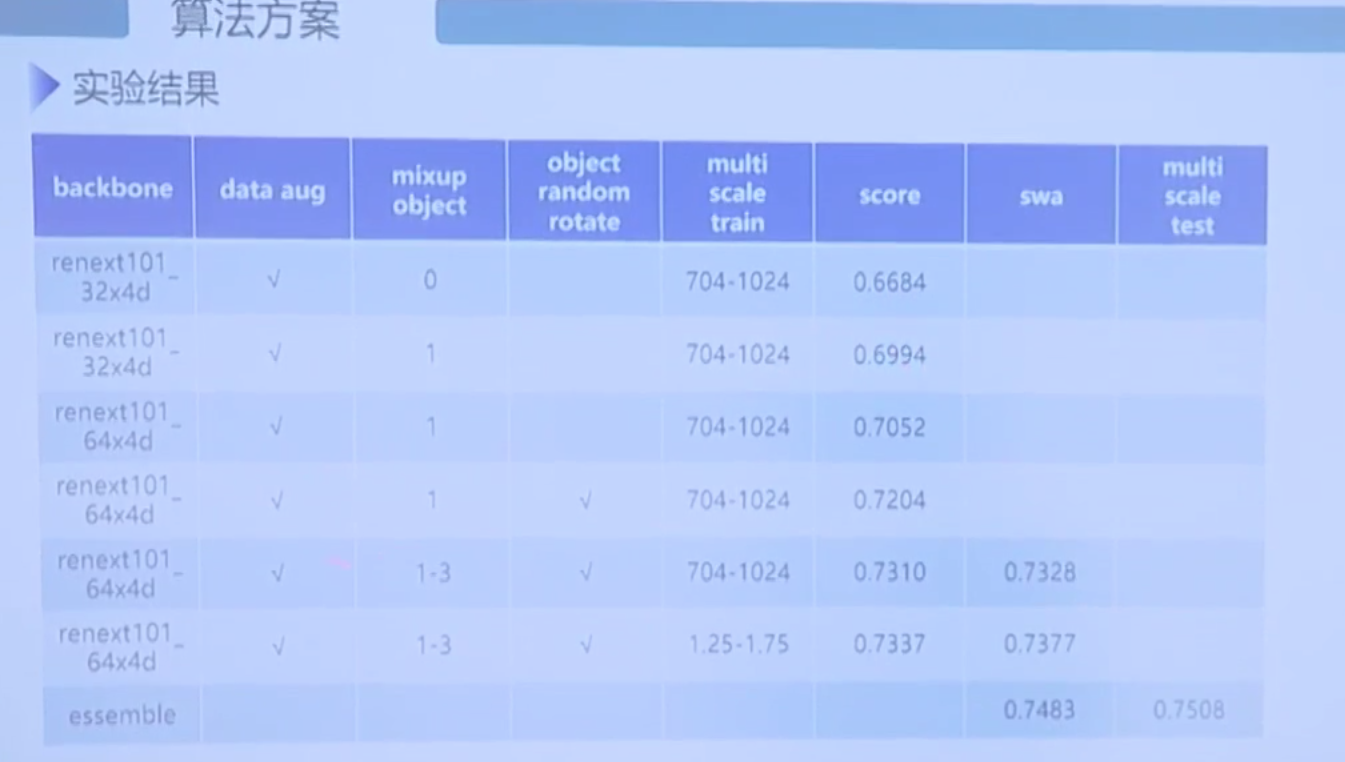 算法方案
实验结果
backbone data aug mixup object object random rotate multi scale train score swa multi scale test
renext101_32x4d √ 0 704-1024 0.6684
renext101_32x4d √ 1 704-1024 0.6994
renext101_64x4d √ 1 704-1024 0.7052
renext101_64x4d √ 1 √ 704-1024 0.7204
renext101_64x4d √ 1-3 √ 704-1024 0.7310 0.7328
renext101_64x4d √ 1-3 √ 1.25-1.75 0.7337 0.7377
essemble 0.7483 0.7508